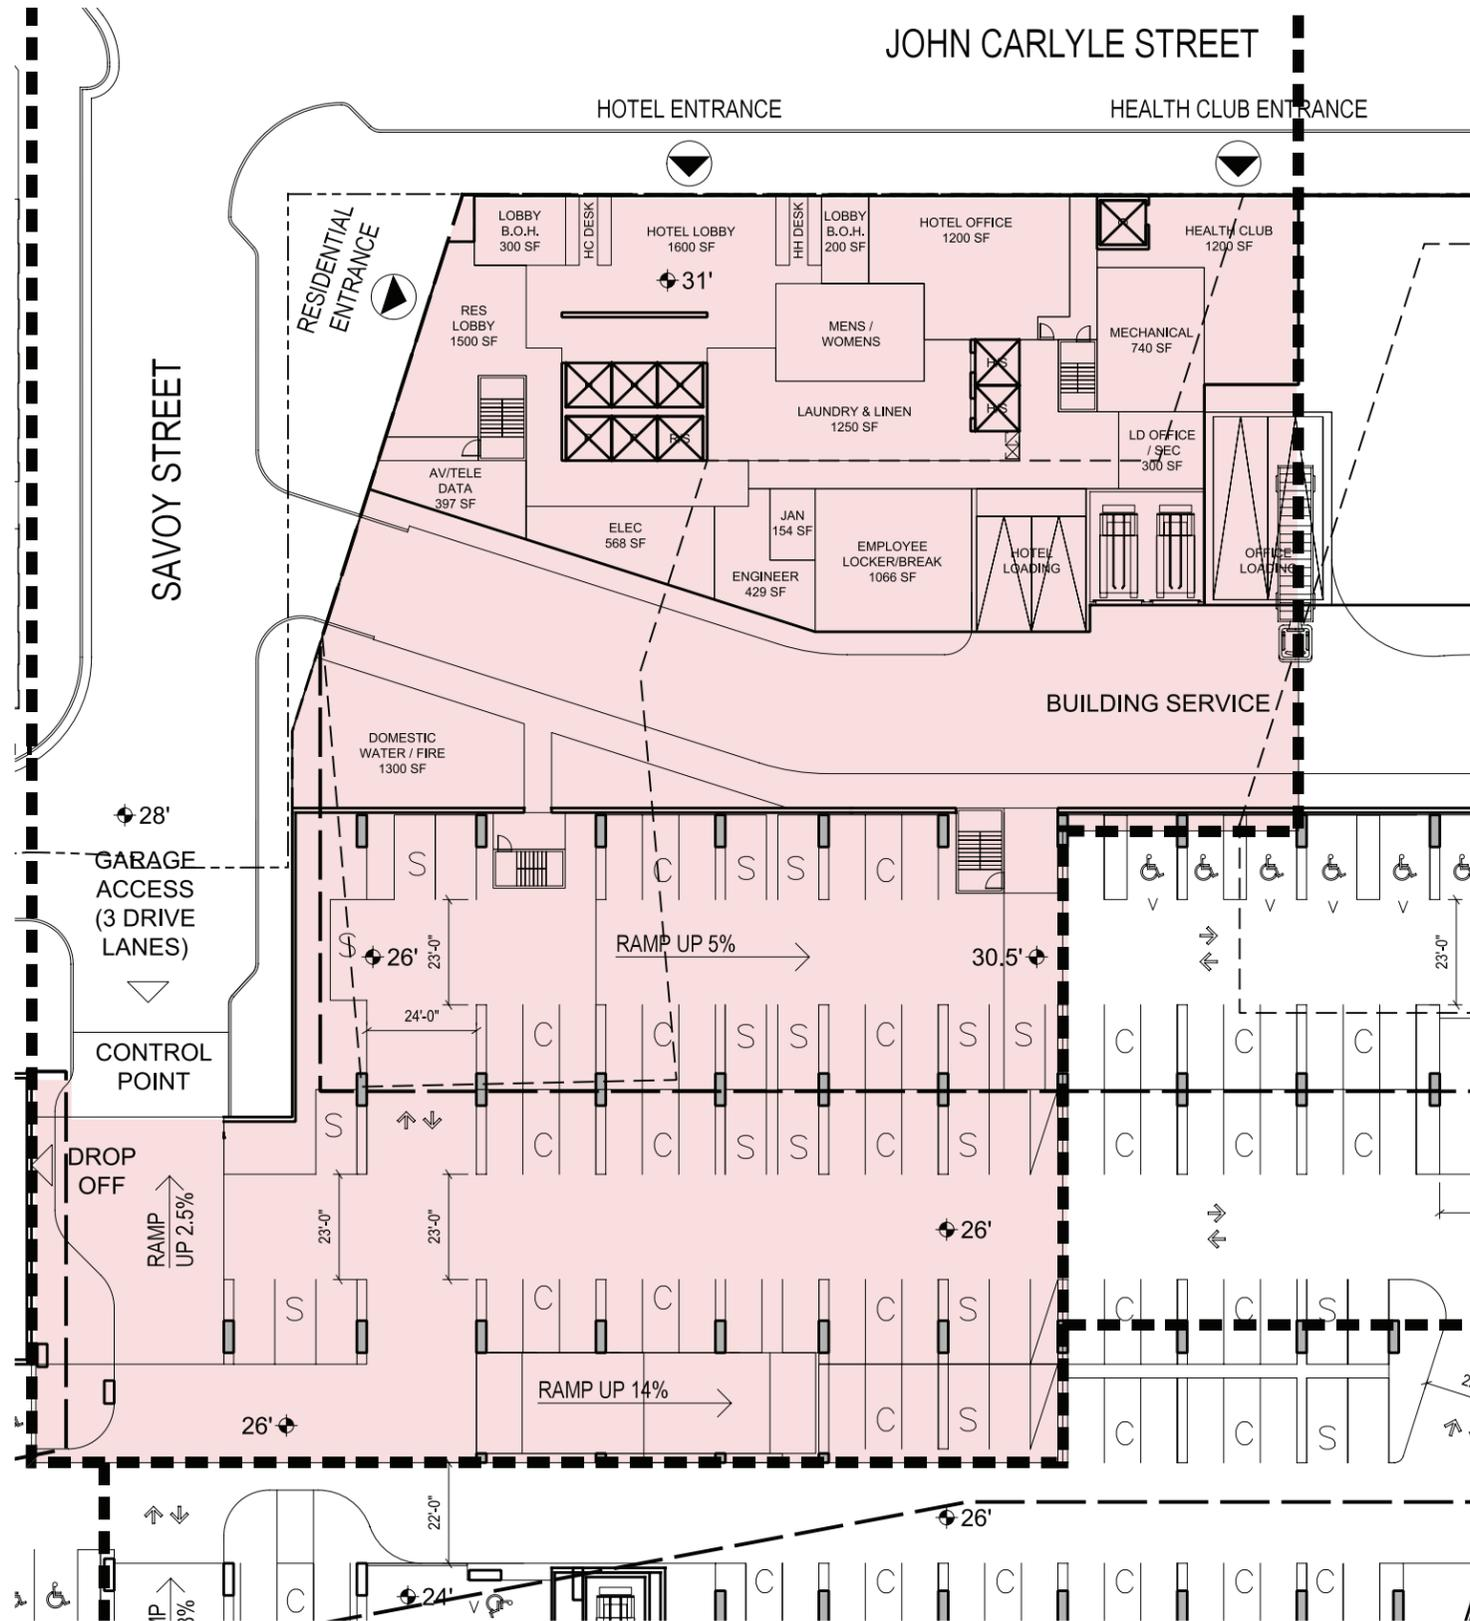 JOHN CARLYLE STREET
HOTEL ENTRANCE
HEALTH CLUB ENTRANCE
RESIDENTIAL
ENTRANCE
LOBBY
B.O.H.
300 SF
HC DESK
HOTEL LOBBY
1600 SF
31'
HH DESK
LOBBY
B.O.H.
200 SF
HOTEL OFFICE
1200 SF
HEALTH CLUB
1200 SF
RES
LOBBY
1500 SF
MENS /
WOMENS
MECHANICAL
740 SF
H/S
H/S
SAVOY STREET
LAUNDRY & LINEN
1250 SF
LD OFFICE
/ SEC
300 SF
AV/TELE
DATA
397 SF
ELEC
568 SF
JAN
154 SF
ENGINEER
429 SF
EMPLOYEE
LOCKER/BREAK
1066 SF
HOTEL
LOADING
OFFICE
LOADING
BUILDING SERVICE
DOMESTIC
WATER / FIRE
1300 SF
28'
GARAGE
ACCESS
(3 DRIVE
LANES)
S
C
S
S
C
V
V
V
V
S
26'
23'-0"
RAMP UP 5%
30.5'
23'-0"
24'-0"
C
C
S
S
C
S
S
C
C
C
CONTROL
POINT
S
C
C
S
S
C
S
C
C
C
DROP
OFF
RAMP
UP 2.5%
23'-0"
23'-0"
26'
S
C
C
C
S
C
C
S
RAMP UP 14%
26'
C
S
C
C
S
22'-0"
26'
24'
V
C
C
C
C
C
C
C